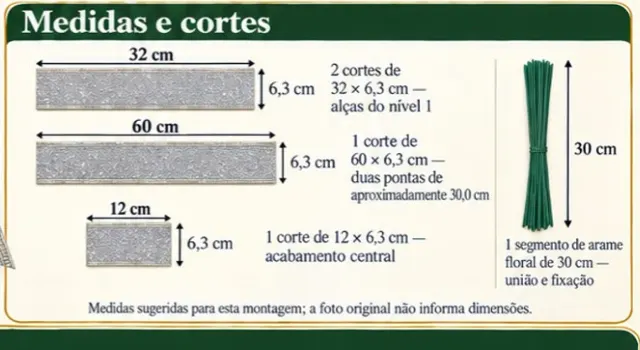 Medidas e cortes
32 cm
6,3 cm
2 cortes de
32 × 6,3 cm —
alças do nível 1
60 cm
6,3 cm
1 corte de
60 × 6,3 cm —
duas pontas de
aproximadamente 30,0 cm
12 cm
6,3 cm
1 corte de 12 × 6,3 cm —
acabamento central
30 cm
1 segmento de arame
floral de 30 cm —
união e fixação
Medidas sugeridas para esta montagem; a foto original não informa dimensões.